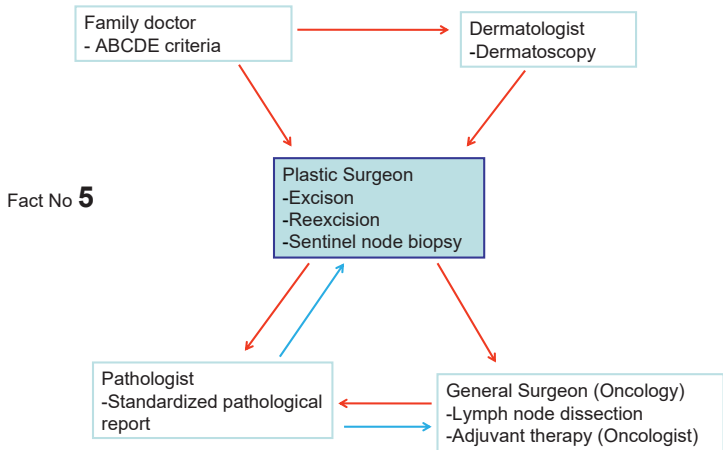 Family doctor
- ABCDE criteria
Dermatologist
-Dermatoscopy
Plastic Surgeon
-Excison
-Reexcision
-Sentinel node biopsy
Fact No 5
Pathologist
-Standardized pathological
report
General Surgeon (Oncology)
-Lymph node dissection
-Adjuvant therapy (Oncologist)